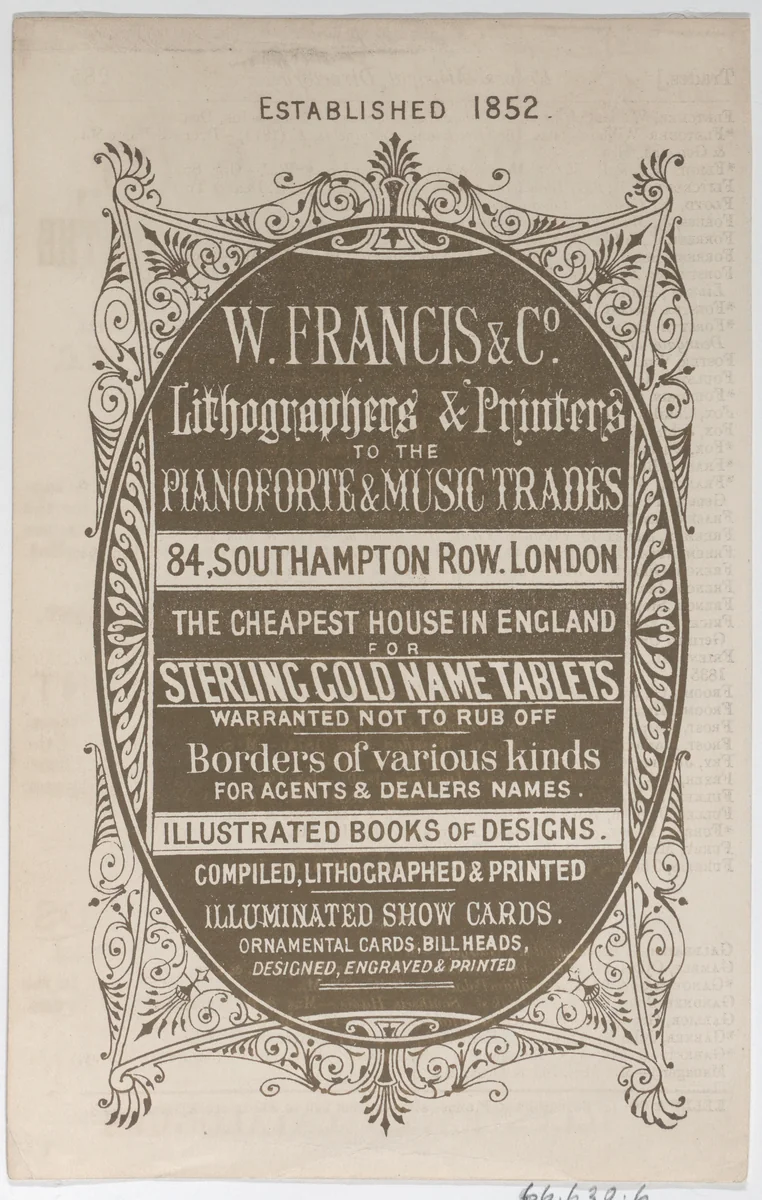 ESTABLISHED 1852.
W. FRANCIS & Co.
Lithographers & Printers
TO THE
PIANOFORTE & MUSIC TRADES
84, SOUTHAMPTON ROW. LONDON
THE CHEAPEST HOUSE IN ENGLAND
FOR
STERLING GOLD NAME TABLETS
WARRANTED NOT TO RUB OFF
Borders of various kinds
FOR AGENTS & DEALERS NAMES.
ILLUSTRATED BOOKS OF DESIGNS.
COMPILED, LITHOGRAPHED & PRINTED
ILLUMINATED SHOW CARDS.
ORNAMENTAL CARDS, BILL HEADS,
DESIGNED, ENGRAVED & PRINTED